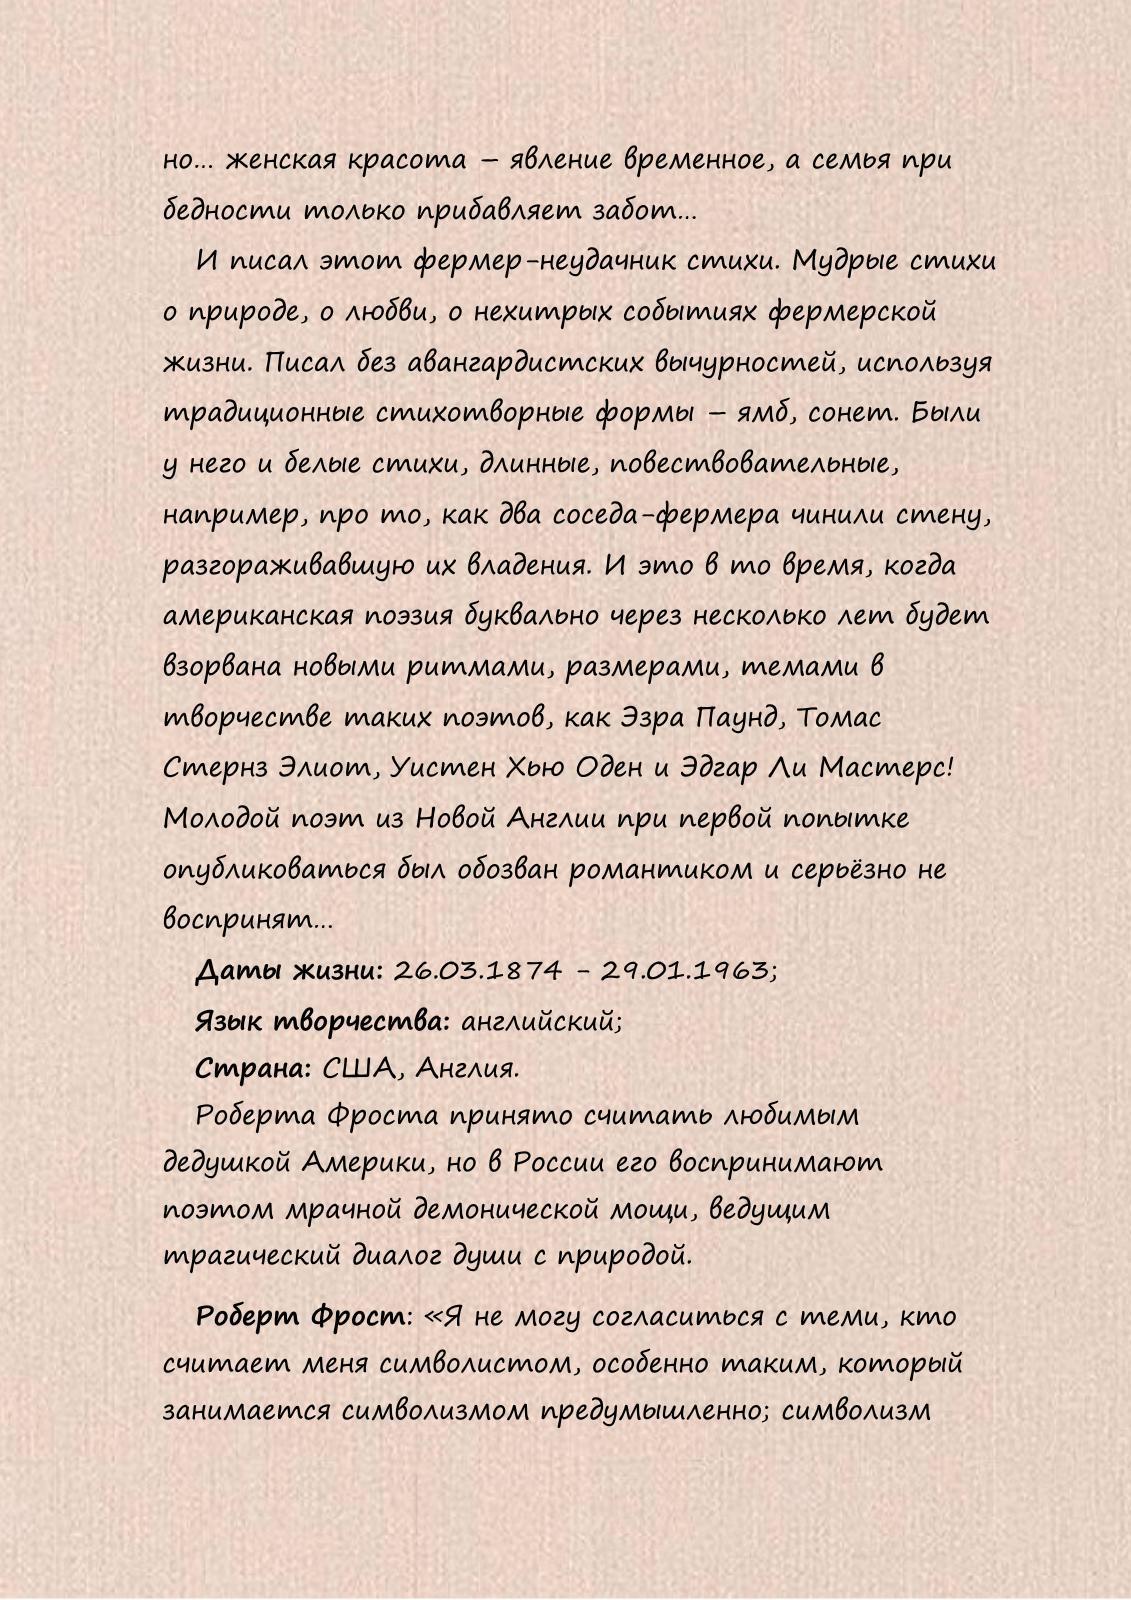 но... женская красота – явление временное, а семья при
бедности только прибавляет забот...
И писал этот фермер-неудачник стихи. Мудрые стихи
о природе, о любви, о нехитрых событиях фермерской
жизни. Писал без авангардистских вычурностей, используя
традиционные стихотворные формы – ямб, сонет. Были
у него и белые стихи, длинные, повествовательные,
например, про то, как два соседа-фермера чинили стену,
разгораживавшую их владения. И это в то время, когда
американская поэзия буквально через несколько лет будет
взорвана новыми ритмами, размерами, темами в
творчестве таких поэтов, как Эзра Паунд, Томас
Стернз Элиот, Уистен Хью Оден и Эдгар Ли Мастерс!
Молодой поэт из Новой Англии при первой попытке
опубликоваться был обозван романтиком и серьёзно не
воспринят...
Даты жизни: 26.03.1874 - 29.01.1963;
Язык творчества: английский;
Страна: США, Англия.
Роберта Фроста принято считать любимым
дедушкой Америки, но в России его воспринимают
поэтом мрачной демонической мощи, ведущим
трагический диалог души с природой.
Роберт Фрост: «Я не могу согласиться с теми, кто
считает меня символистом, особенно таким, который
занимается символизмом предумышленно; символизм